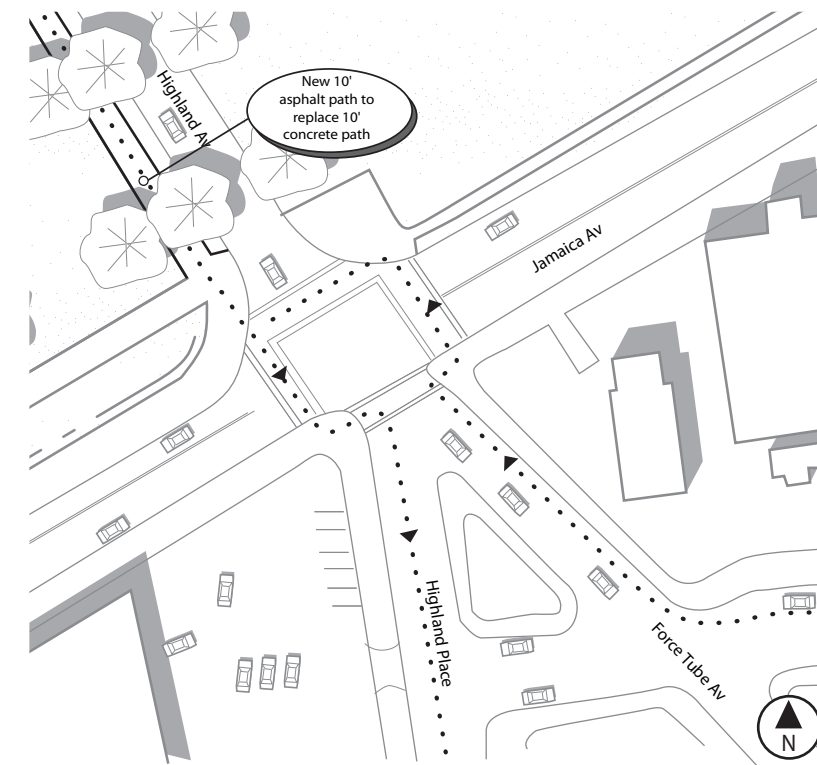 Highland Av
New 10'
asphalt path to
replace 10'
concrete path
Jamaica Av
Highland Place
Force Tube Av
N